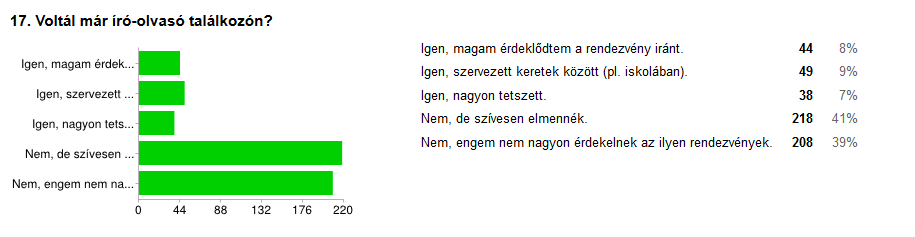 17. Voltál már író-olvasó találkozón?
Igen, magam érdek...
Igen, szervezett ...
Igen, nagyon tets...
Nem, de szívesen ...
Nem, engem nem na...
0 44 88 132 176 220
Igen, magam érdeklődtem a rendezvény iránt. 44 8%
Igen, szervezett keretek között (pl. iskolában). 49 9%
Igen, nagyon tetszett. 38 7%
Nem, de szívesen elmennék. 218 41%
Nem, engem nem nagyon érdekelnek az ilyen rendezvények. 208 39%